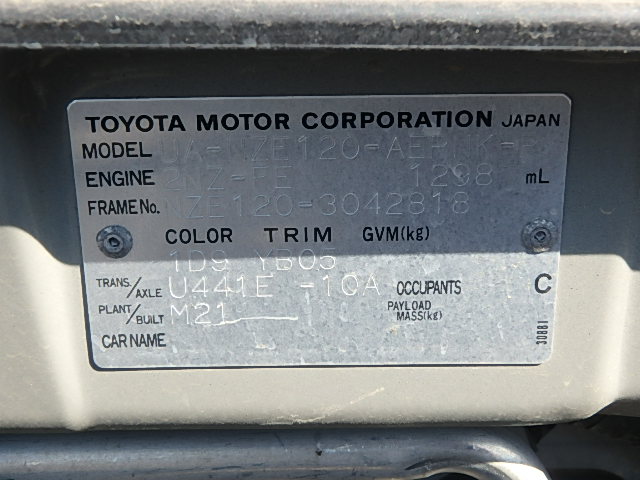 TOYOTA MOTOR CORPORATION JAPAN
MODEL UA-NZE120-AEPNK-R
ENGINE 2NZ-FE 1298 mL
FRAME No. NZE120-3042818
COLOR TRIM GVM(kg)
1D9 YB05
TRANS./AXLE U441E -10A OCCUPANTS C
PLANT/BUILT M21 PAYLOAD MASS(kg)
CAR NAME
30881